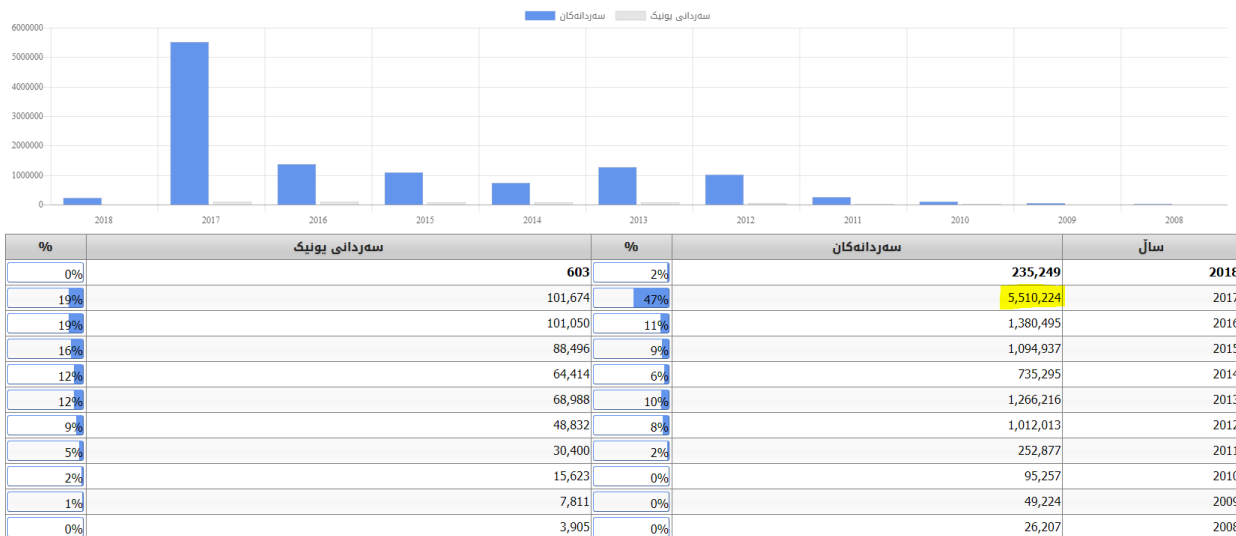 سەردانەکان سەردانی یونیک
6000000
5000000
4000000
3000000
2000000
1000000
0
2018 2017 2016 2015 2014 2013 2012 2011 2010 2009 2008
ساڵ سەردانەکان % سەردانی یونیک %
2018 235,249 2% 603 0%
2017 5,510,224 47% 101,674 19%
2016 1,380,495 11% 101,050 19%
2015 1,094,937 9% 88,496 16%
2014 735,295 6% 64,414 12%
2013 1,266,216 10% 68,988 12%
2012 1,012,013 8% 48,832 9%
2011 252,877 2% 30,400 5%
2010 95,257 0% 15,623 2%
2009 49,224 0% 7,811 1%
2008 26,207 0% 3,905 0%